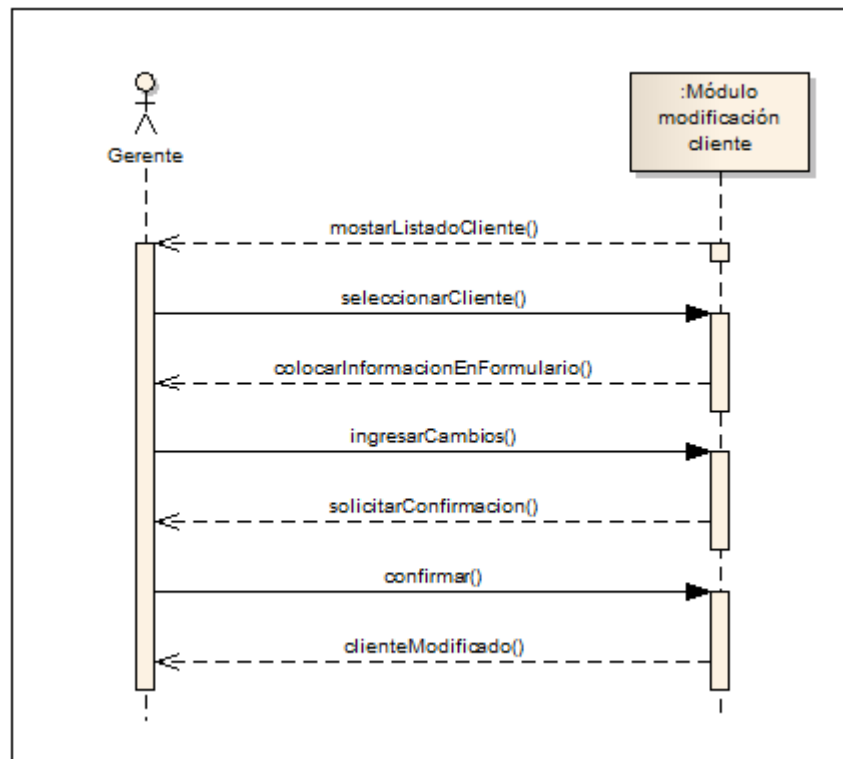 :Módulo
modificación
cliente
Gerente
mostarListadoCliente()
seleccionarCliente()
colocarInformacionEnFormulario()
ingresarCambios()
solicitarConfirmacion()
confirmar()
clienteModificado()